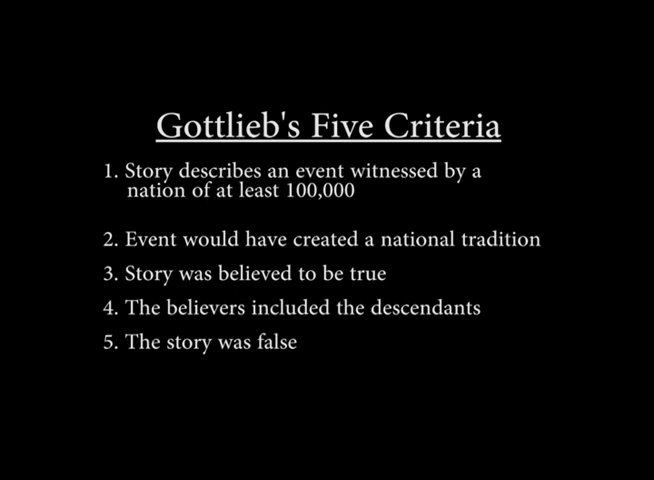 Gottlieb's Five Criteria
1. Story describes an event witnessed by a
nation of at least 100,000
2. Event would have created a national tradition
3. Story was believed to be true
4. The believers included the descendants
5. The story was false